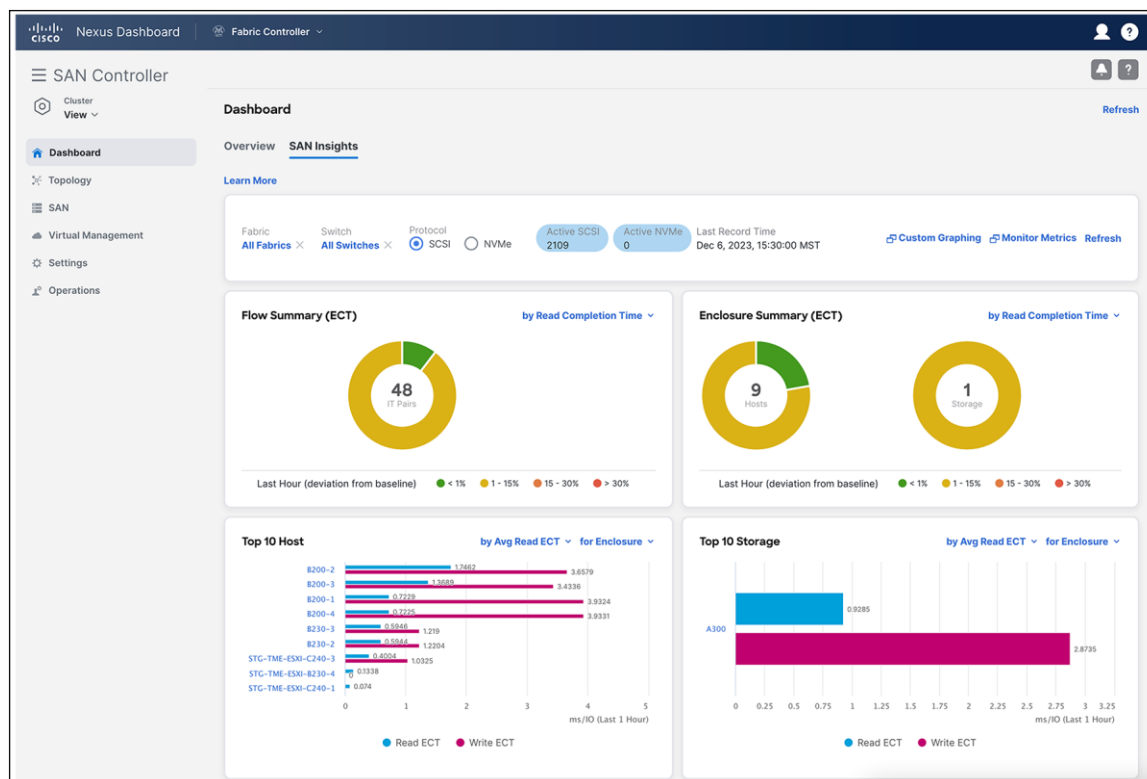 cisco Nexus Dashboard Fabric Controller
?
SAN Controller
?
Cluster
View
Dashboard
Topology
SAN
Virtual Management
Settings
Operations
Dashboard
Refresh
Overview SAN Insights
Learn More
Fabric Switch Protocol Active SCSI Active NVMe Last Record Time
All Fabrics × All Switches × SCSI NVMe 2109 0 Dec 6, 2023, 15:30:00 MST
Custom Graphing Monitor Metrics Refresh
Flow Summary (ECT) by Read Completion Time
48
IT Pairs
Last Hour (deviation from baseline) < 1% 1 - 15% 15 - 30% > 30%
Enclosure Summary (ECT) by Read Completion Time
9
Hosts
1
Storage
Last Hour (deviation from baseline) < 1% 1 - 15% 15 - 30% > 30%
Top 10 Host by Avg Read ECT for Enclosure
B200-2 1.7462
3.6579
B200-3 1.3689
3.4336
B200-1 0.7229
3.9324
B200-4 0.7225
3.9331
B230-3 0.5946
1.219
B230-2 0.5944
1.2204
STG-TME-ESXI-C240-3 0.4004
1.0325
STG-TME-ESXI-B230-4 0.1338
0
STG-TME-ESXI-C240-1 0.074
0 1 2 3 4 5
ms/IO (Last 1 Hour)
Read ECT Write ECT
Top 10 Storage by Avg Read ECT for Enclosure
0.9285
A300
2.8735
0 0.25 0.5 0.75 1 1.25 1.5 1.75 2 2.25 2.5 2.75 3 3.25
ms/IO (Last 1 Hour)
Read ECT Write ECT